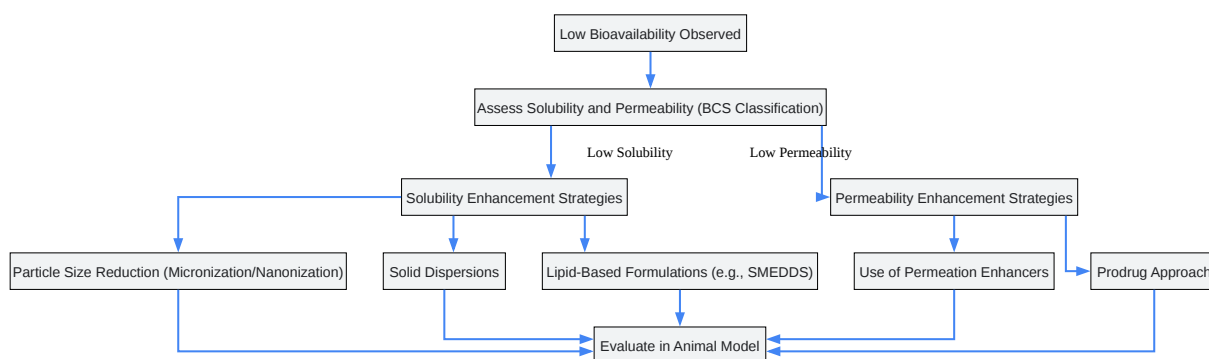 Low Bioavailability Observed
Assess Solubility and Permeability (BCS Classification)
Low Solubility
Low Permeability
Solubility Enhancement Strategies
Permeability Enhancement Strategies
Particle Size Reduction (Micronization/Nanonization)
Solid Dispersions
Lipid-Based Formulations (e.g., SMEDDS)
Use of Permeation Enhancers
Prodrug Approach
Evaluate in Animal Model